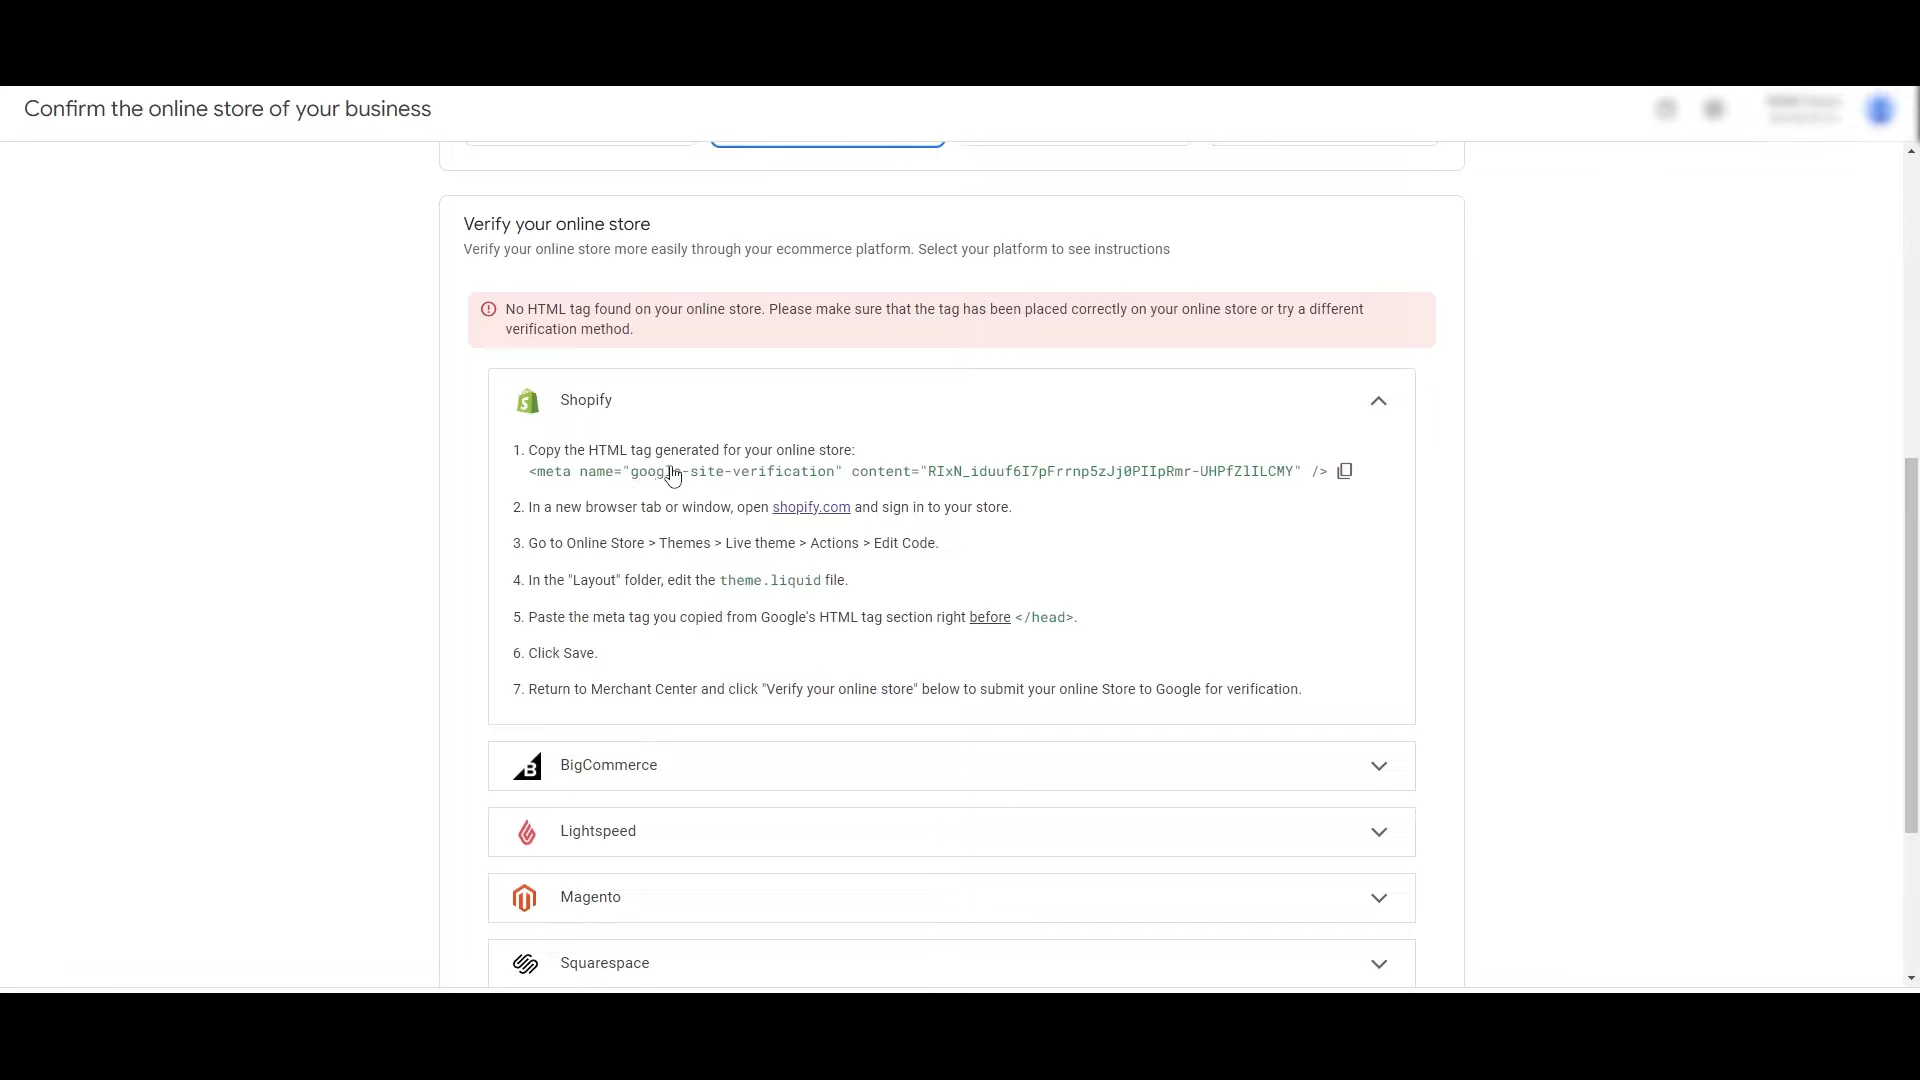 Confirm the online store of your business
Verify your online store
Verify your online store more easily through your ecommerce platform. Select your platform to see instructions
No HTML tag found on your online store. Please make sure that the tag has been placed correctly on your online store or try a different
verification method.
Shopify
1. Copy the HTML tag generated for your online store:
<meta name="google-site-verification" content="RIxN_iduuf6I7pFrrnp5zJj0PIIpRmr-UHPfZlILCMY" />
2. In a new browser tab or window, open shopify.com and sign in to your store.
3. Go to Online Store > Themes > Live theme > Actions > Edit Code.
4. In the "Layout" folder, edit the theme.liquid file.
5. Paste the meta tag you copied from Google's HTML tag section right before </head>.
6. Click Save.
7. Return to Merchant Center and click "Verify your online store" below to submit your online Store to Google for verification.
BigCommerce
Lightspeed
Magento
Squarespace